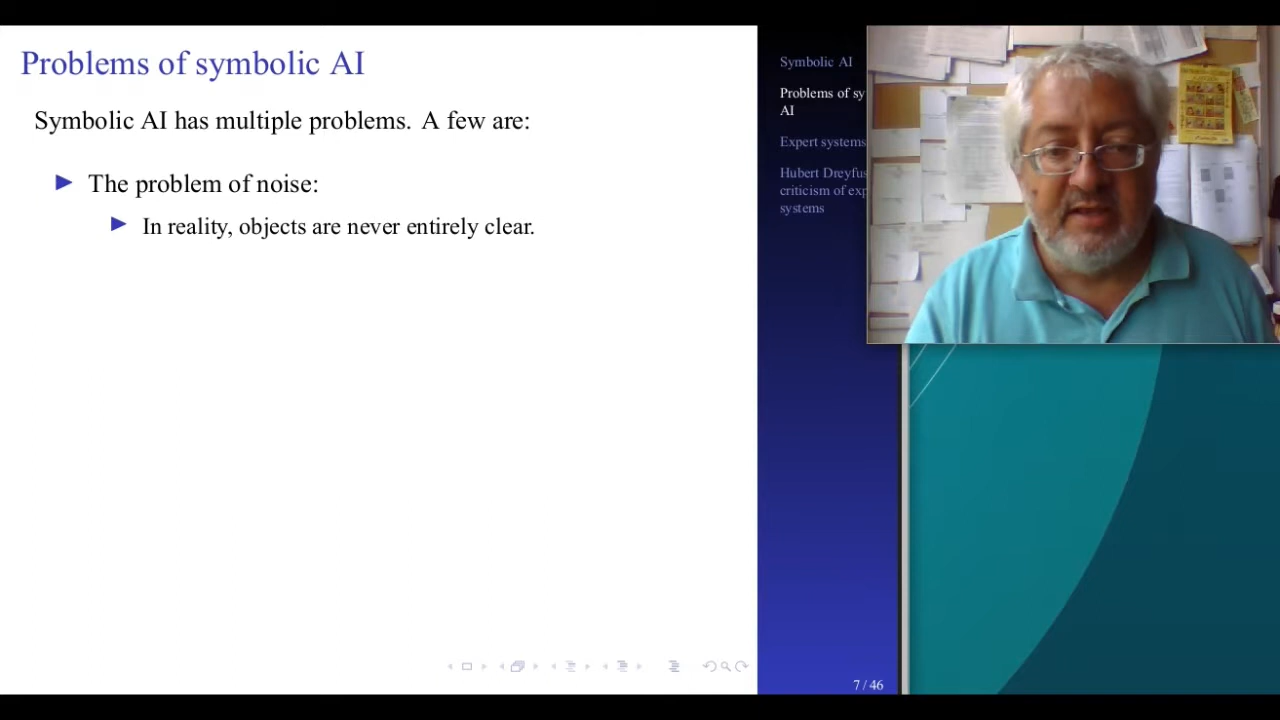 Problems of symbolic AI
Symbolic AI has multiple problems. A few are:
The problem of noise:
In reality, objects are never entirely clear.
Symbolic AI
Problems of sy
AI
Expert systems
Hubert Dreyfus
criticism of exp
systems
7 / 46